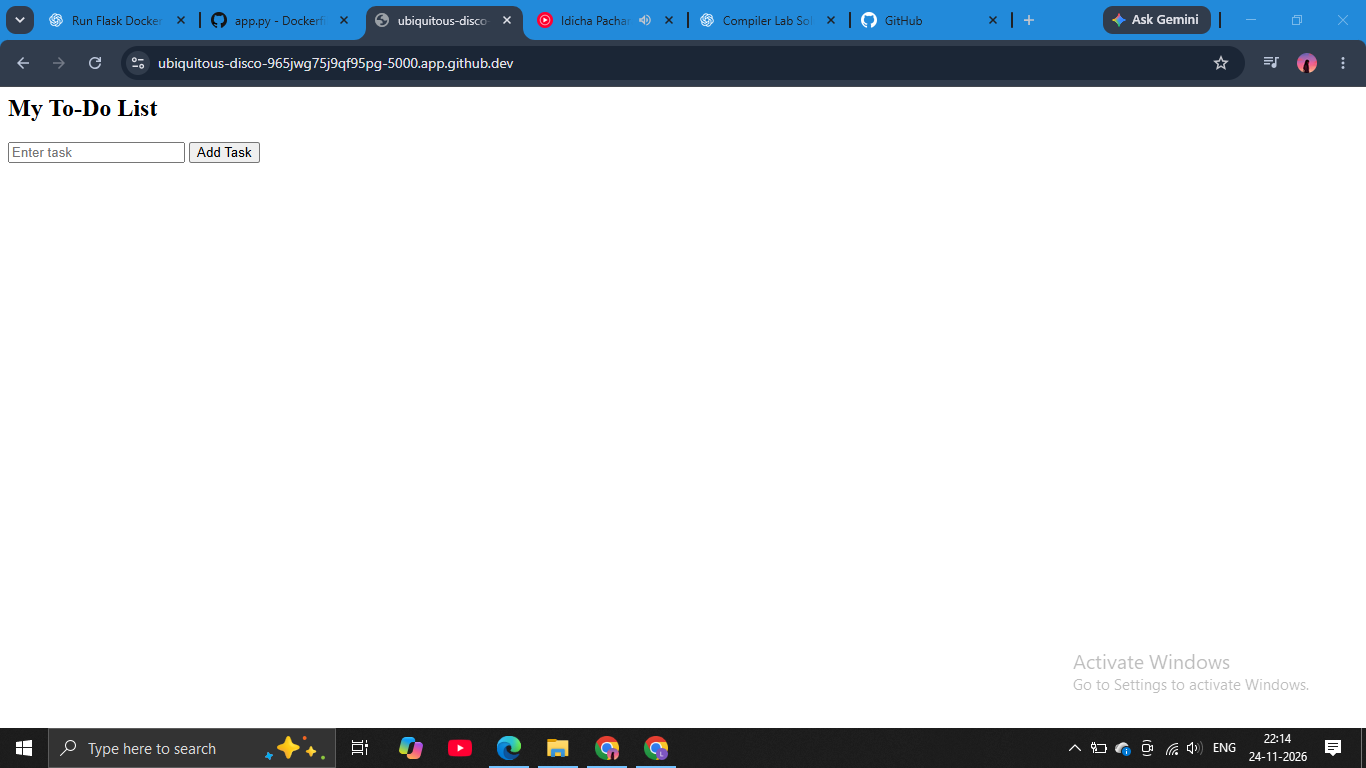 Run Flask Docker
app.py - Dockerfi
ubiquitous-disco-
Idicha Pachar
Compiler Lab Sol
GitHub
Ask Gemini
ubiquitous-disco-965jwg75j9qf95pg-5000.app.github.dev
My To-Do List
Enter task Add Task
Activate Windows
Go to Settings to activate Windows.
Type here to search
ENG
22:14
24-11-2026